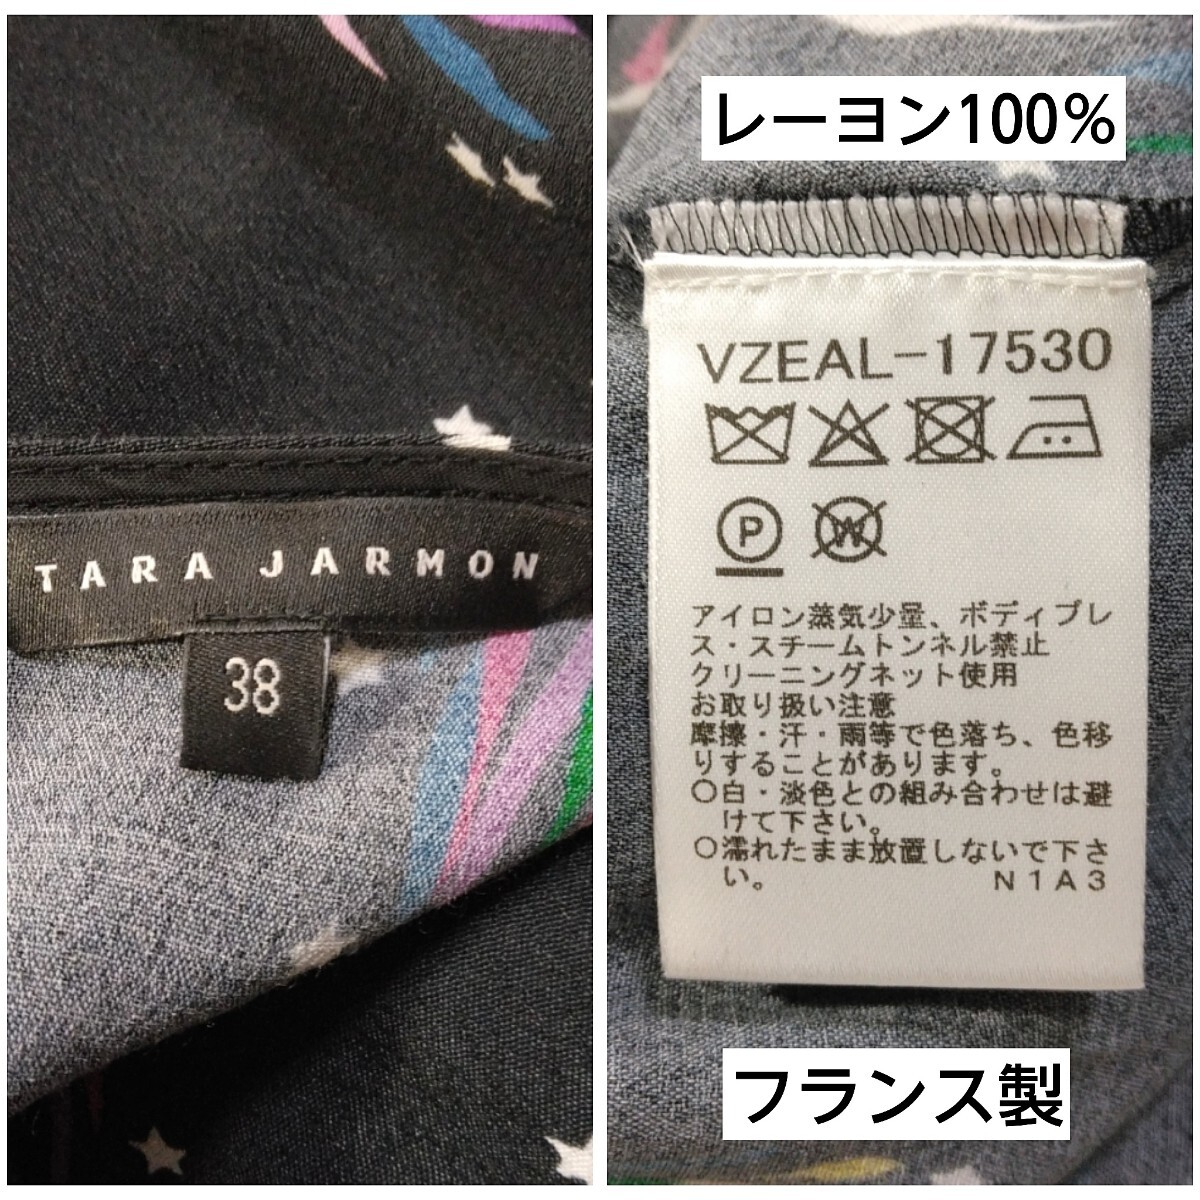 TARA JARMON
38
レーヨン100%
VZEAL-17530
P
W
アイロン蒸気少量、ボディプレ
ス・スチームトンネル禁止
クリーニングネット使用
お取り扱い注意
摩擦・汗・雨等で色落ち、色移
りすることがあります。
○白・淡色との組み合わせは避
けて下さい。
○濡れたまま放置しないで下さ
い。 N1A3
フランス製